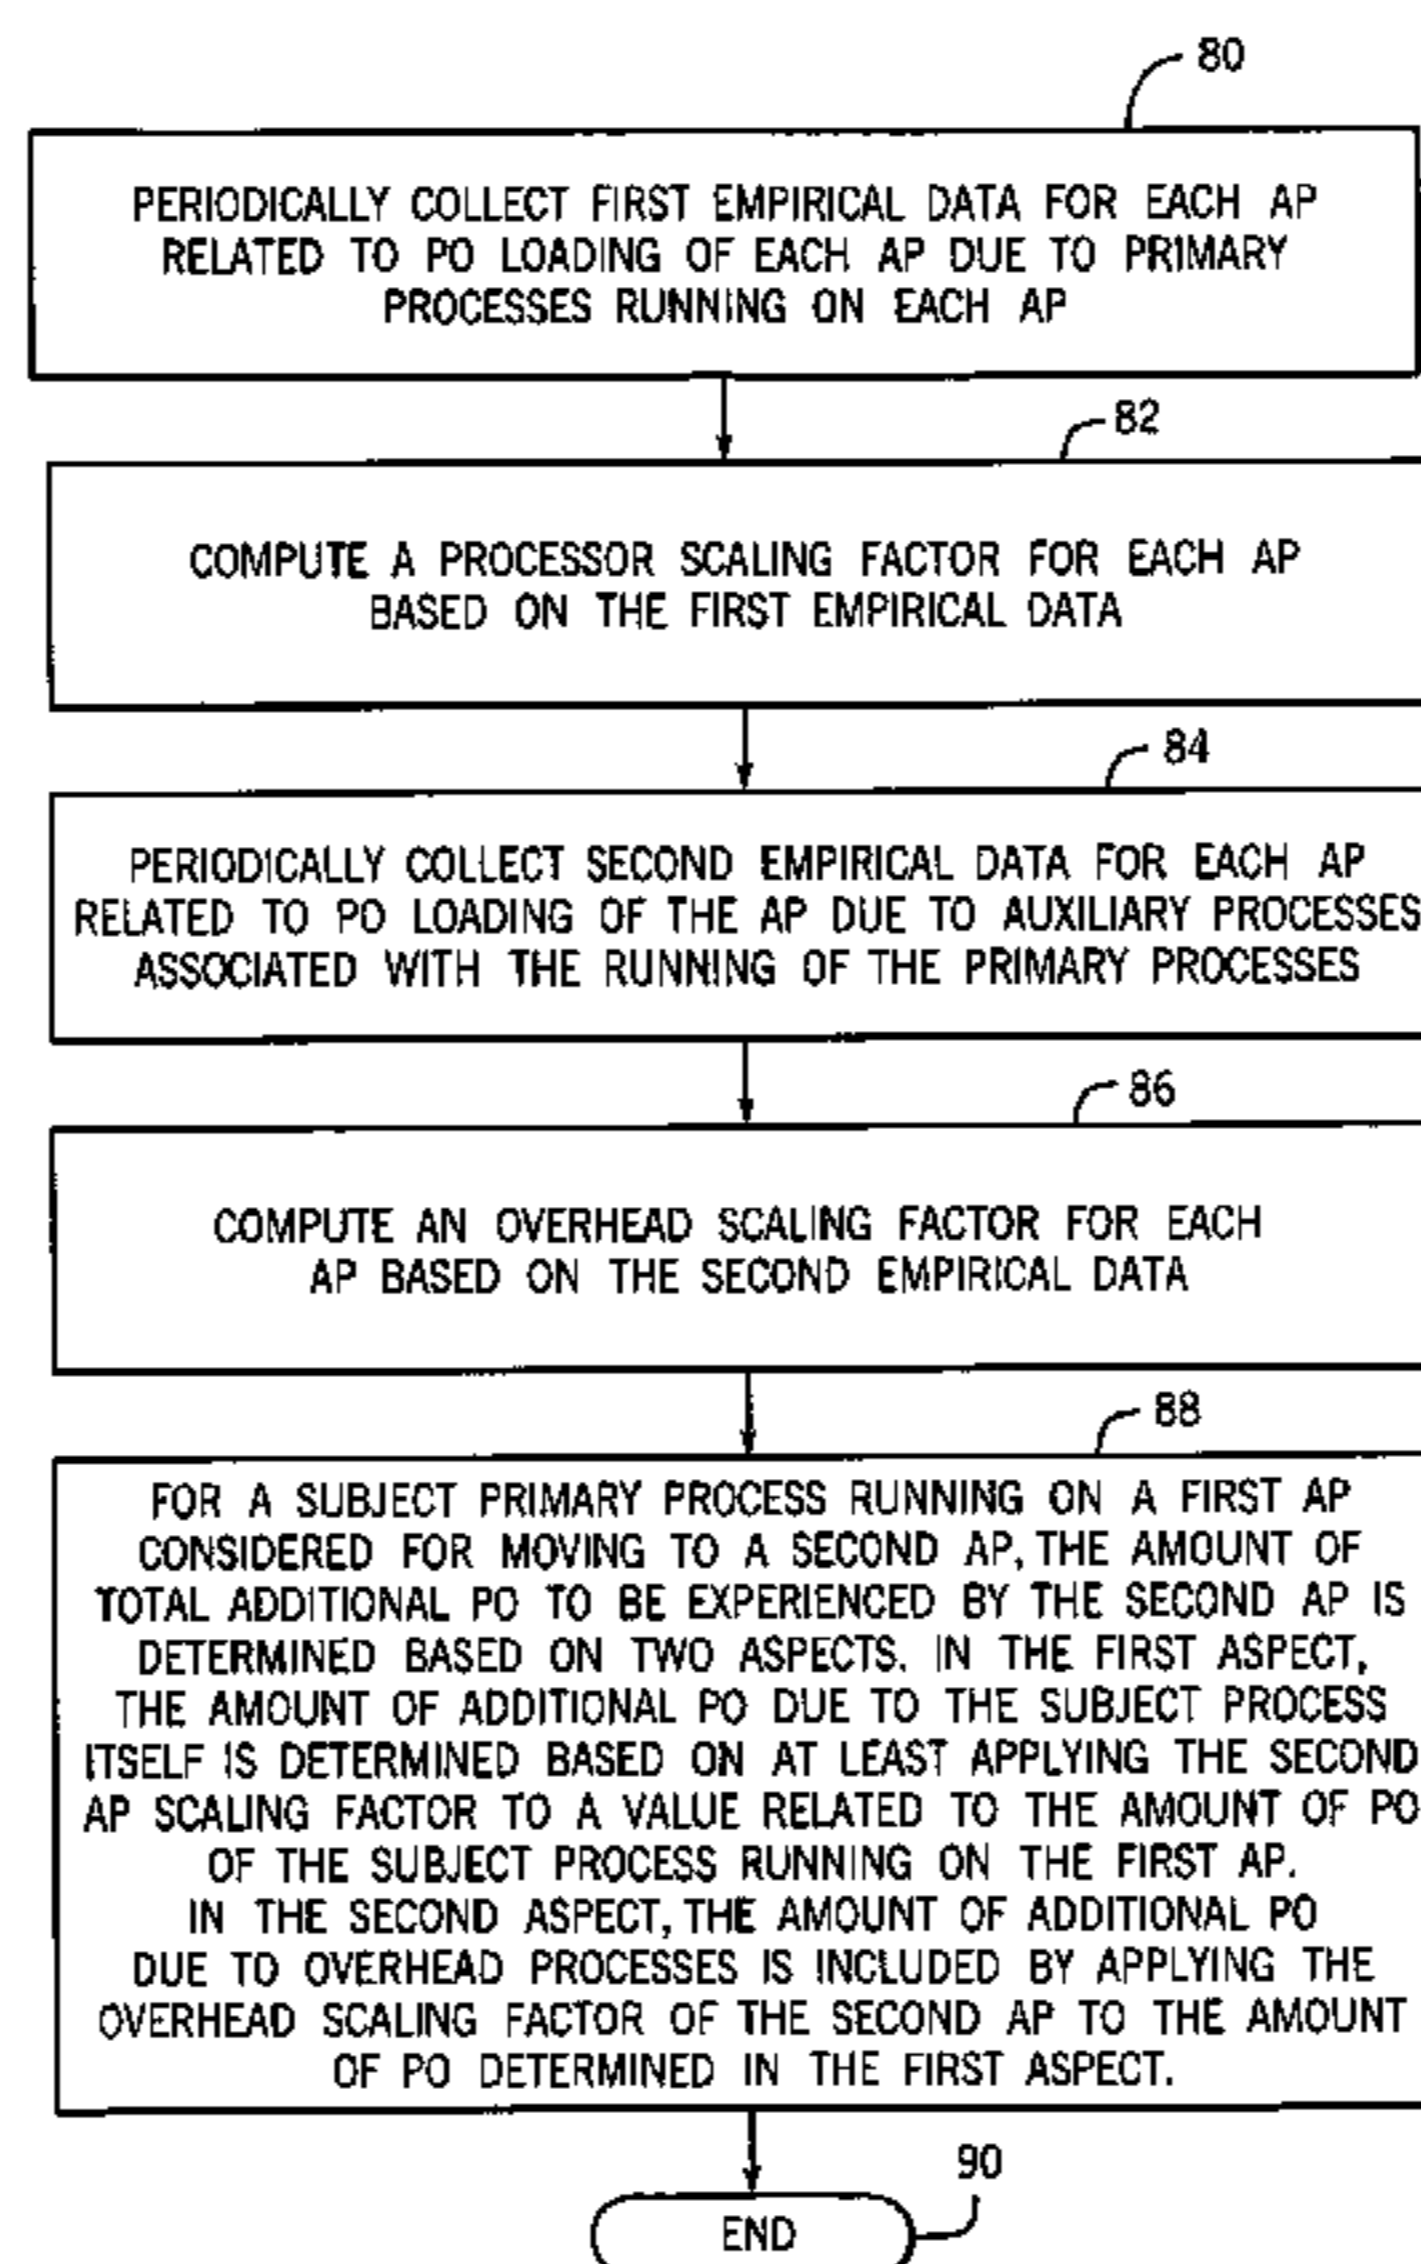 80
PERIODICALLY COLLECT FIRST EMPIRICAL DATA FOR EACH AP
RELATED TO PO LOADING OF EACH AP DUE TO PRIMARY
PROCESSES RUNNING ON EACH AP
82
COMPUTE A PROCESSOR SCALING FACTOR FOR EACH AP
BASED ON THE FIRST EMPIRICAL DATA
84
PERIODICALLY COLLECT SECOND EMPIRICAL DATA FOR EACH AP
RELATED TO PO LOADING OF THE AP DUE TO AUXILIARY PROCESSES
ASSOCIATED WITH THE RUNNING OF THE PRIMARY PROCESSES
86
COMPUTE AN OVERHEAD SCALING FACTOR FOR EACH
AP BASED ON THE SECOND EMPIRICAL DATA
88
FOR A SUBJECT PRIMARY PROCESS RUNNING ON A FIRST AP
CONSIDERED FOR MOVING TO A SECOND AP, THE AMOUNT OF
TOTAL ADDITIONAL PO TO BE EXPERIENCED BY THE SECOND AP IS
DETERMINED BASED ON TWO ASPECTS. IN THE FIRST ASPECT,
THE AMOUNT OF ADDITIONAL PO DUE TO THE SUBJECT PROCESS
ITSELF IS DETERMINED BASED ON AT LEAST APPLYING THE SECOND
AP SCALING FACTOR TO A VALUE RELATED TO THE AMOUNT OF PO
OF THE SUBJECT PROCESS RUNNING ON THE FIRST AP.
IN THE SECOND ASPECT, THE AMOUNT OF ADDITIONAL PO
DUE TO OVERHEAD PROCESSES IS INCLUDED BY APPLYING THE
OVERHEAD SCALING FACTOR OF THE SECOND AP TO THE AMOUNT
OF PO DETERMINED IN THE FIRST ASPECT.
90
END